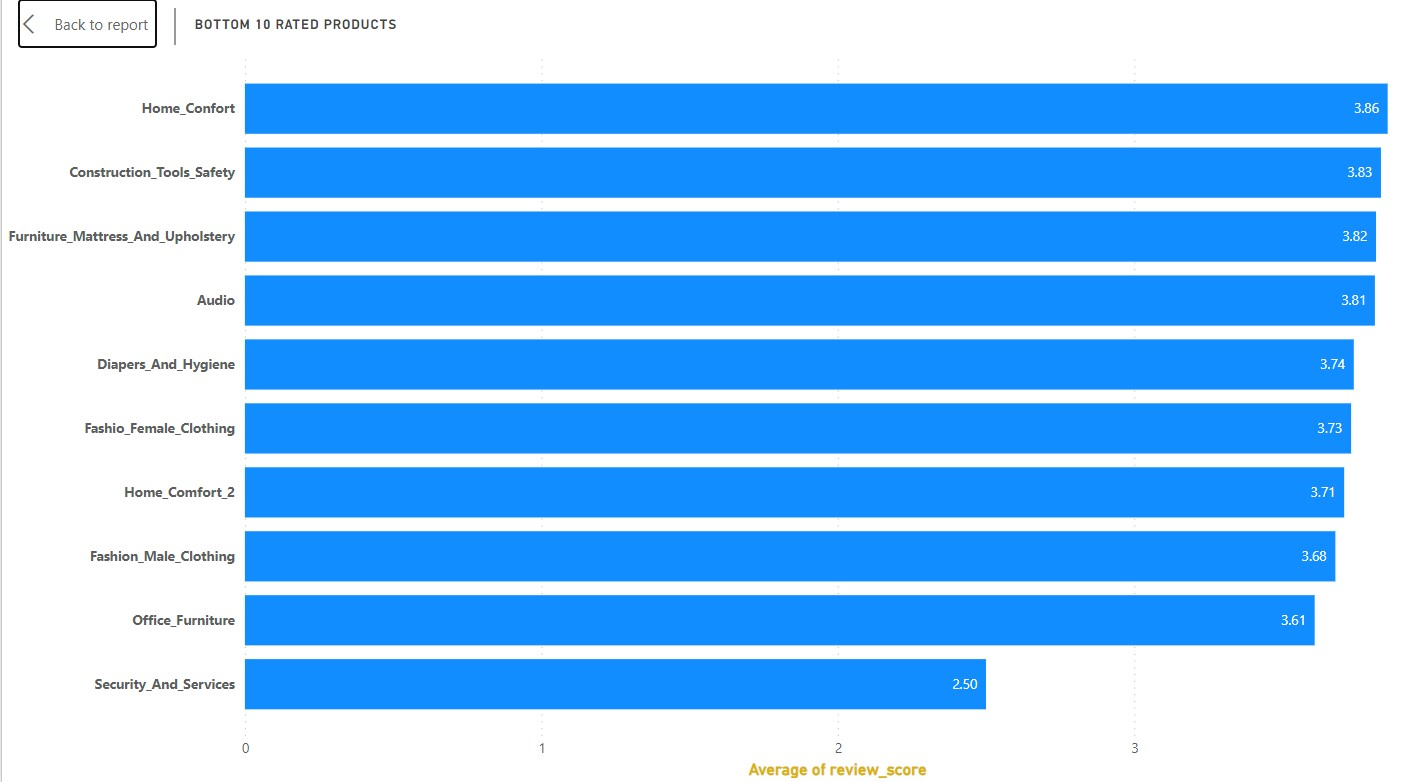 Back to report
BOTTOM 10 RATED PRODUCTS
Home_Confort
3.86
Construction_Tools_Safety
3.83
Furniture_Mattress_And_Upholstery
3.82
Audio
3.81
Diapers_And_Hygiene
3.74
Fashio_Female_Clothing
3.73
Home_Comfort_2
3.71
Fashion_Male_Clothing
3.68
Office_Furniture
3.61
Security_And_Services
2.50
0 1 2 3
Average of review_score